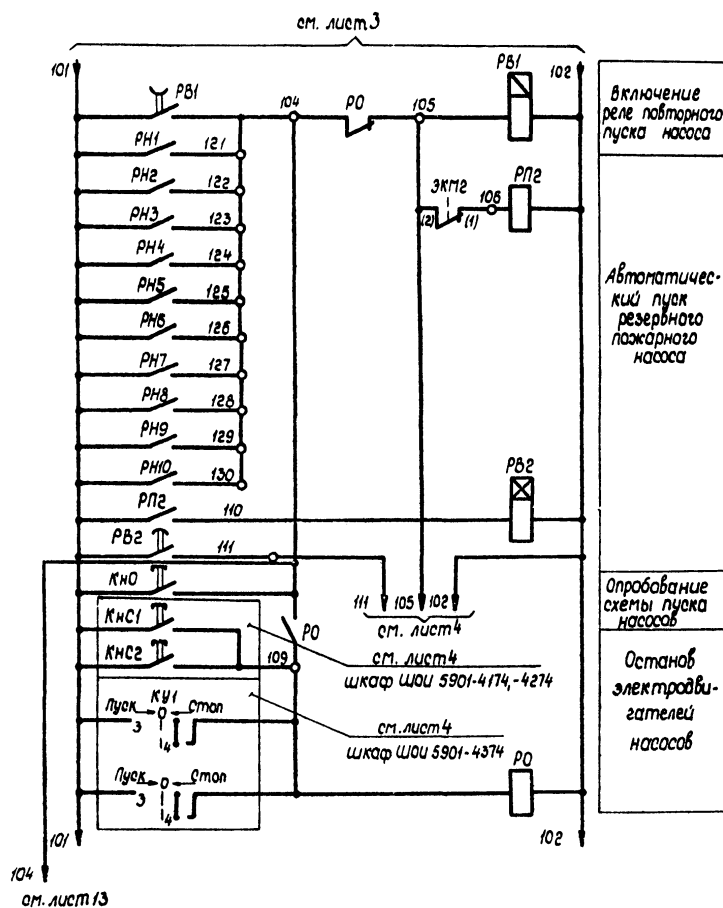 см. лист 3
101
РВ1
104
РО
105
РВ1
102
Включение
реле повторного
пуска насоса
РН1
121
РН2
122
ЭКМ2
(2)
(1)
106
РП2
РН3
123
РН4
124
РН5
125
РН6
126
РН7
127
РН8
128
РН9
129
РН10
130
Автоматичес-
кий пуск
резервного
пожарного
насоса
РП2
110
РВ2
РВ2
111
КнО
111
105
102
см. лист 4
Опробование
схемы пуска
насосов
КнС1
РО
КнС2
109
см. лист 4
шкаф ШОИ 5901-4174,-4274
Останов
электродви-
гателей
насосов
Пуск
КУ1
О
Стоп
3
4
см. лист 4
шкаф ШОИ 5901-4374
Пуск
О
Стоп
3
4
РО
101
102
104
см. лист 13